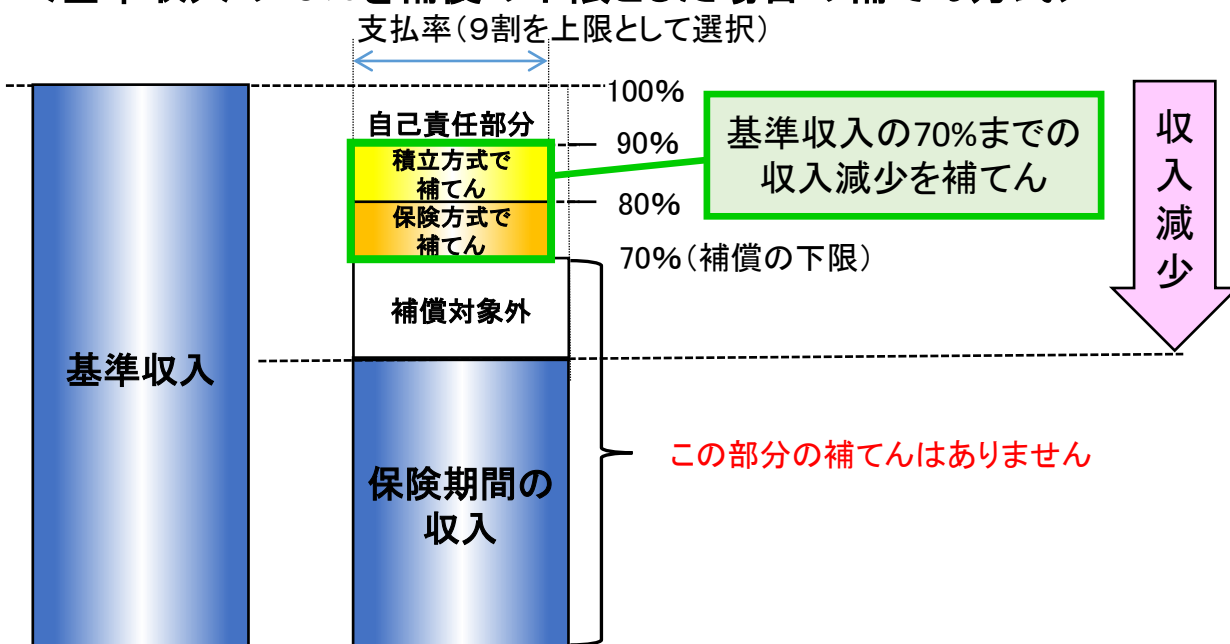 支払率（９割を上限として選択）
100%
自己責任部分
90%
積立方式で
補てん
80%
保険方式で
補てん
70%（補償の下限）
基準収入の70%までの
収入減少を補てん
収入減少
補償対象外
基準収入
保険期間の
収入
この部分の補てんはありません